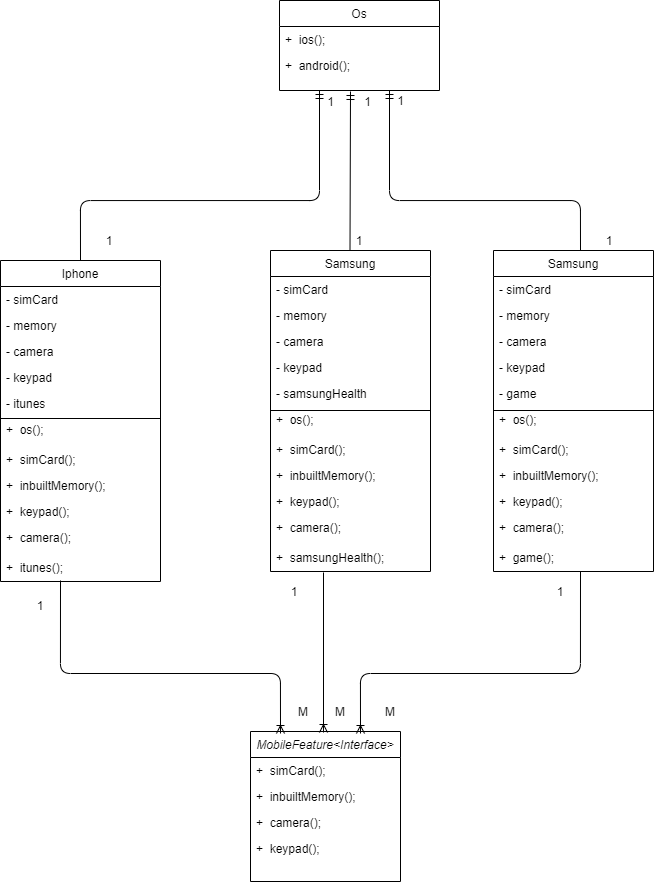 Os
+ ios();
+ android();
1
1
1
1
1
1
Iphone
- simCard
- memory
- camera
- keypad
- itunes
+ os();
+ simCard();
+ inbuiltMemory();
+ keypad();
+ camera();
+ itunes();
Samsung
- simCard
- memory
- camera
- keypad
- samsungHealth
+ os();
+ simCard();
+ inbuiltMemory();
+ keypad();
+ camera();
+ samsungHealth();
Samsung
- simCard
- memory
- camera
- keypad
- game
+ os();
+ simCard();
+ inbuiltMemory();
+ keypad();
+ camera();
+ game();
1
1
1
M
M
M
MobileFeature<Interface>
+ simCard();
+ inbuiltMemory();
+ camera();
+ keypad();